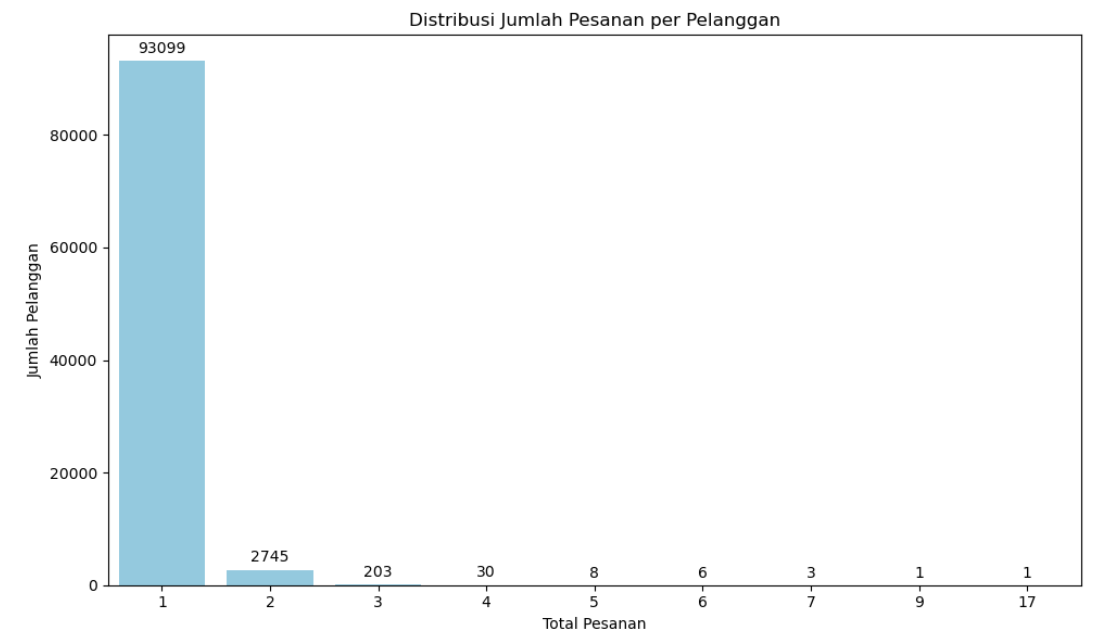 Distribusi Jumlah Pesanan per Pelanggan
93099
80000
60000
Jumlah Pelanggan
40000
20000
2745
203 30 8 6 3 1 1
0
1 2 3 4 5 6 7 9 17
Total Pesanan